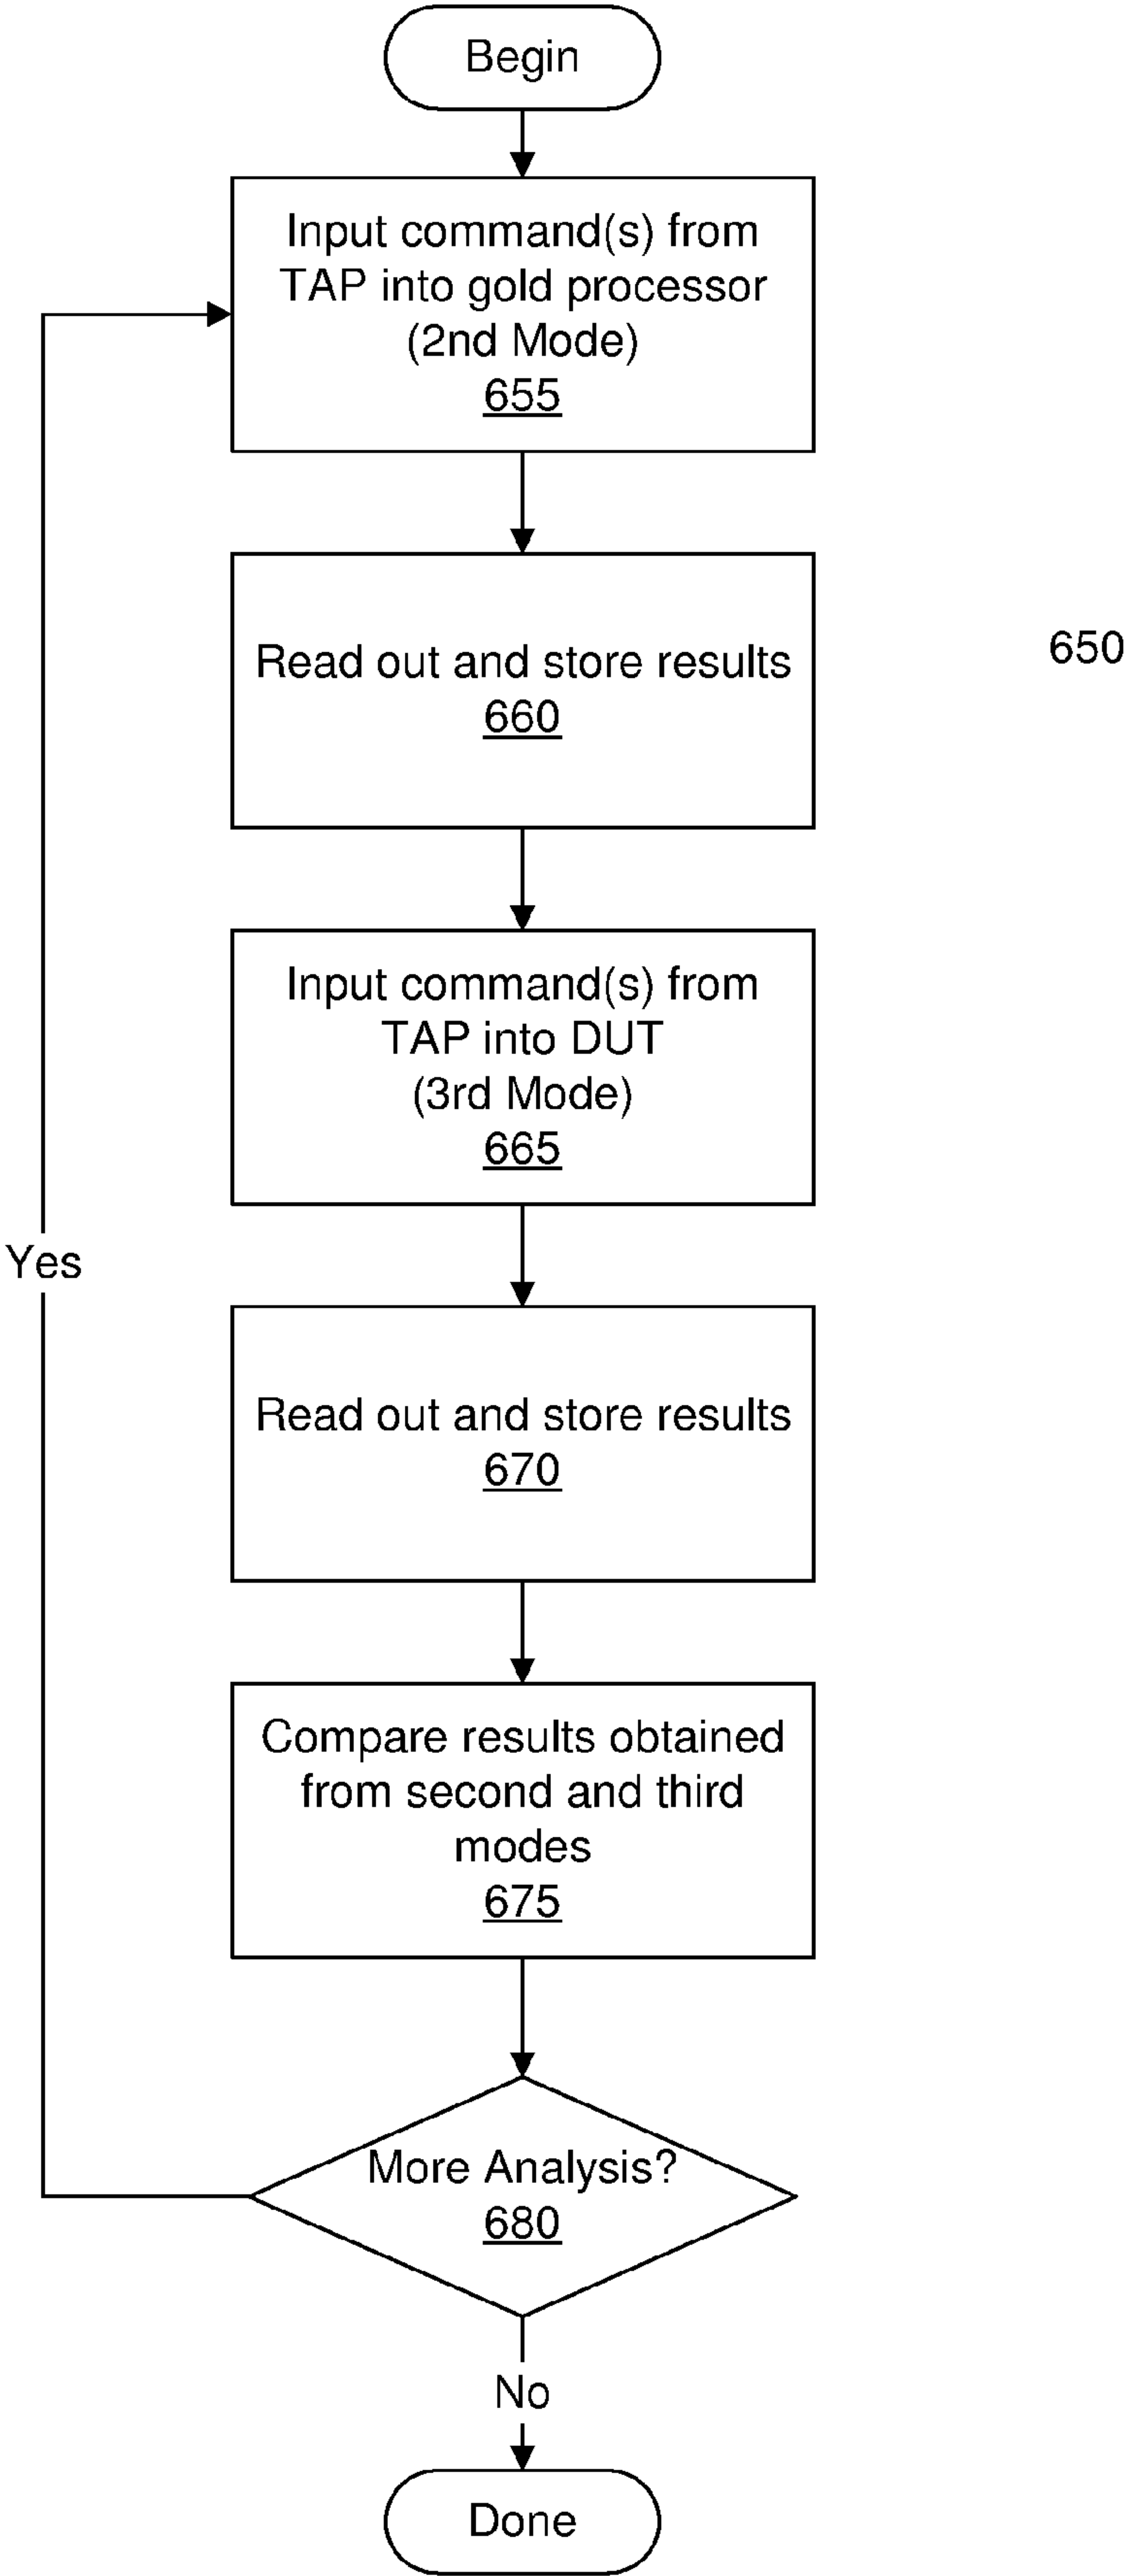 Begin
Input command(s) from
TAP into gold processor
(2nd Mode)
655
Read out and store results
660
650
Input command(s) from
TAP into DUT
(3rd Mode)
665
Yes
Read out and store results
670
Compare results obtained
from second and third
modes
675
More Analysis?
680
No
Done